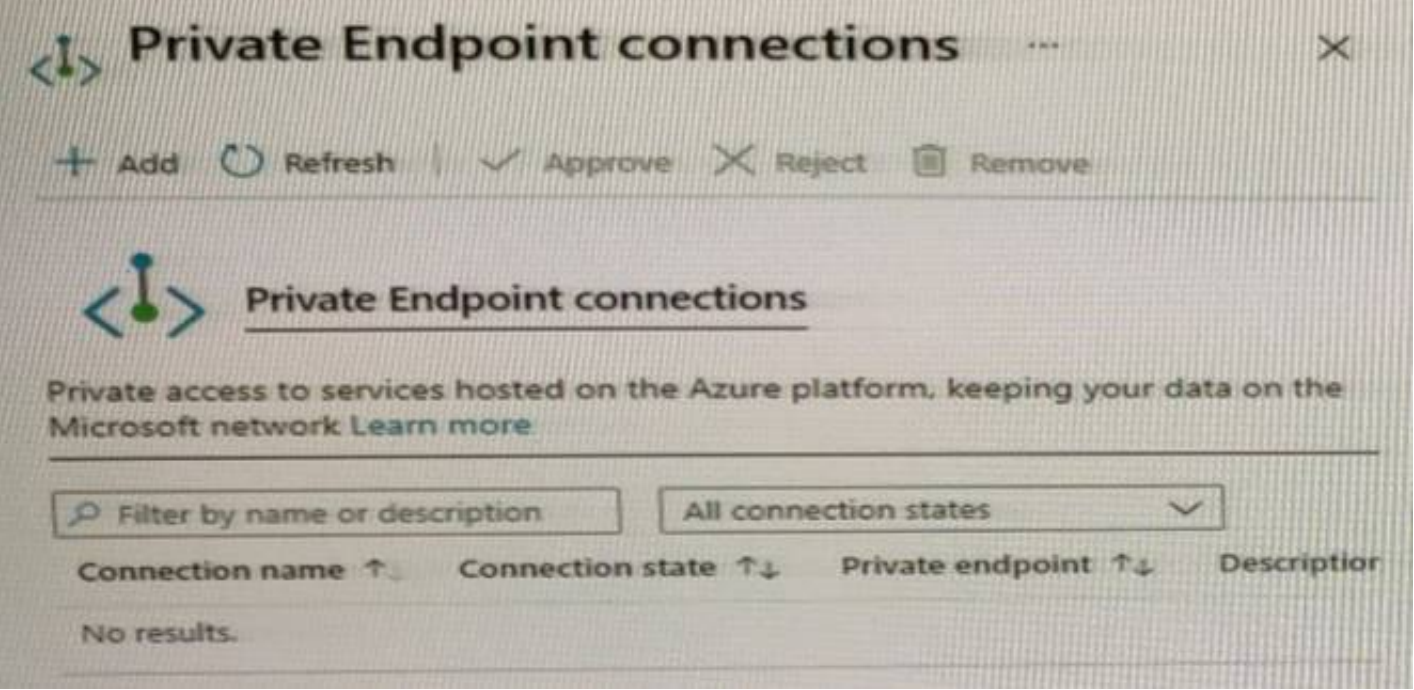 Private Endpoint connections ...
Add Refresh Approve Reject Remove
Private Endpoint connections
Private access to services hosted on the Azure platform, keeping your data on the
Microsoft network Learn more
Filter by name or description All connection states
Connection name ↑ Connection state ↑↓ Private endpoint ↑↓ Descriptior
No results.